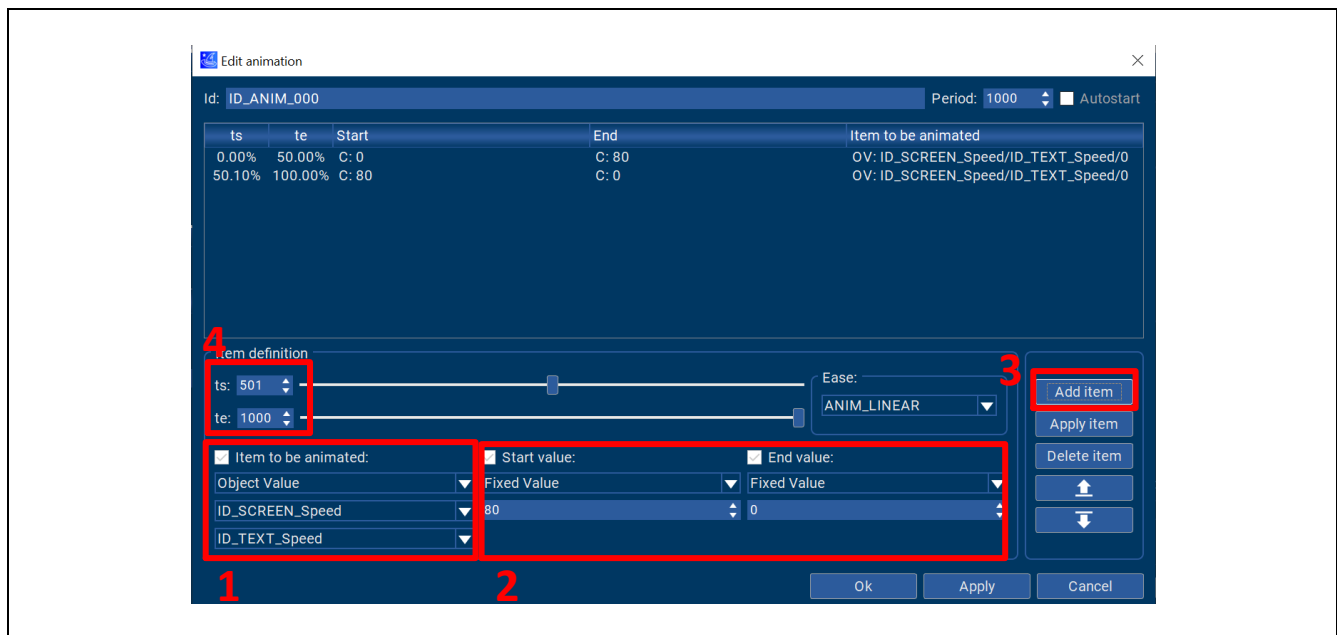 Edit animation
Id: ID_ANIM_000 Period: 1000 Autostart
ts te Start End Item to be animated
0.00% 50.00% C: 0 C: 80 OV: ID_SCREEN_Speed/ID_TEXT_Speed/0
50.10% 100.00% C: 80 C: 0 OV: ID_SCREEN_Speed/ID_TEXT_Speed/0
4
Item definition
3
ts: 501 Ease:
Add item
te: 1000 ANIM_LINEAR
Apply item
Item to be animated: Start value: End value: Delete item
Object Value Fixed Value Fixed Value
ID_SCREEN_Speed 80 0
ID_TEXT_Speed
1 2
Ok Apply Cancel